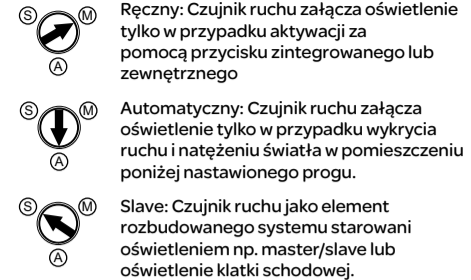 S M
A
Ręczny: Czujnik ruchu załącza oświetlenie
tylko w przypadku aktywacji za
pomocą przycisku zintegrowanego lub
zewnętrznego
S M
A
Automatyczny: Czujnik ruchu załącza
oświetlenie tylko w przypadku wykrycia
ruchu i natężeniu światła w pomieszczeniu
poniżej nastawionego progu.
S M
A
Slave: Czujnik ruchu jako element
rozbudowanego systemu starowani
oświetleniem np. master/slave lub
oświetlenie klatki schodowej.